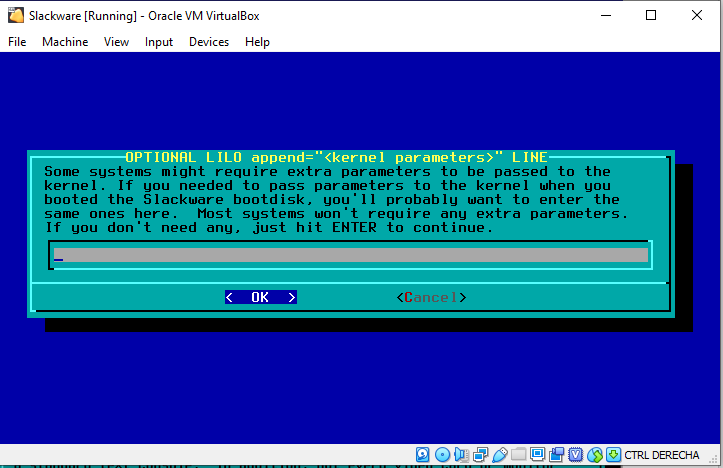 Slackware [Running] - Oracle VM VirtualBox
File Machine View Input Devices Help
OPTIONAL LILO append="<kernel parameters>" LINE
Some systems might require extra parameters to be passed to the
kernel. If you needed to pass parameters to the kernel when you
booted the Slackware bootdisk, you'll probably want to enter the
same ones here.  Most systems won't require any extra parameters.
If you don't need any, just hit ENTER to continue.
<  OK  > <Cancel>
CTRL DERECHA